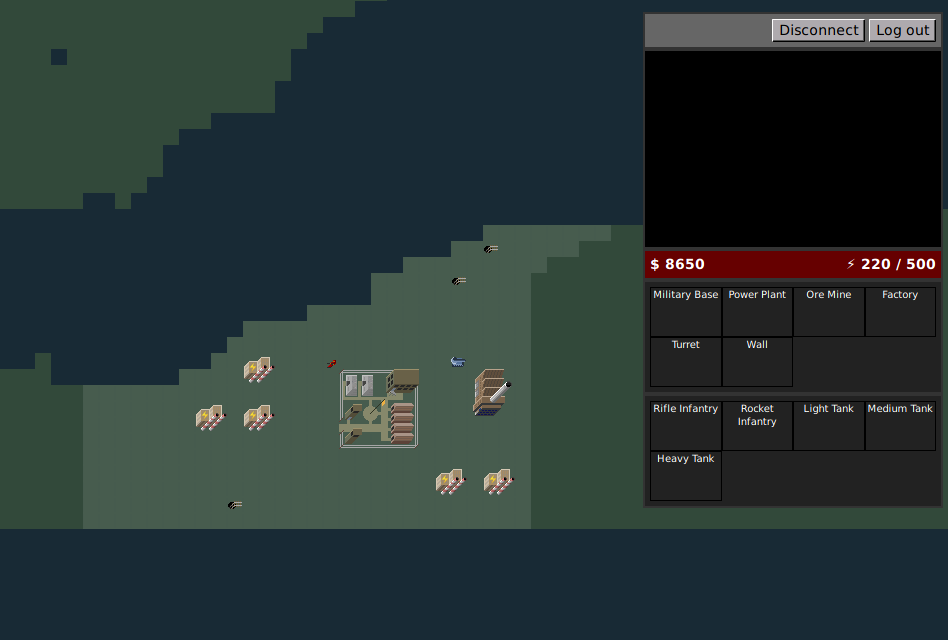 Disconnect Log out
$ 8650 ⚡ 220 / 500
Military Base Power Plant Ore Mine Factory
Turret Wall
Rifle Infantry Rocket Infantry Light Tank Medium Tank
Heavy Tank